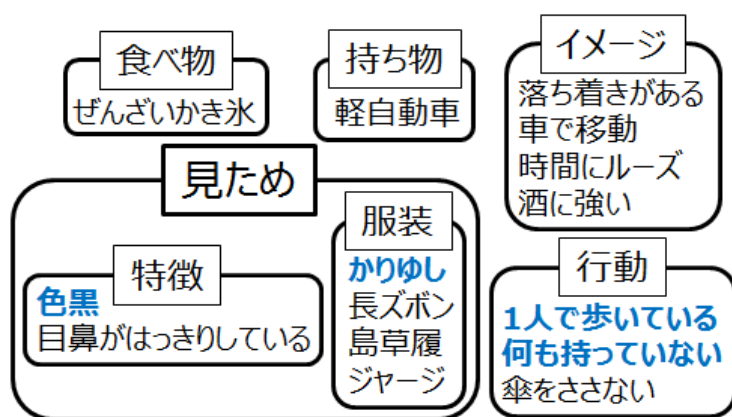 食べ物
ぜんざいかき氷
持ち物
軽自動車
イメージ
落ち着きがある
車で移動
時間にルーズ
酒に強い
見ため
特徴
色黒
目鼻がはっきりしている
服装
かりゆし
長ズボン
島草履
ジャージ
行動
1人で歩いている
何も持っていない
傘をささない